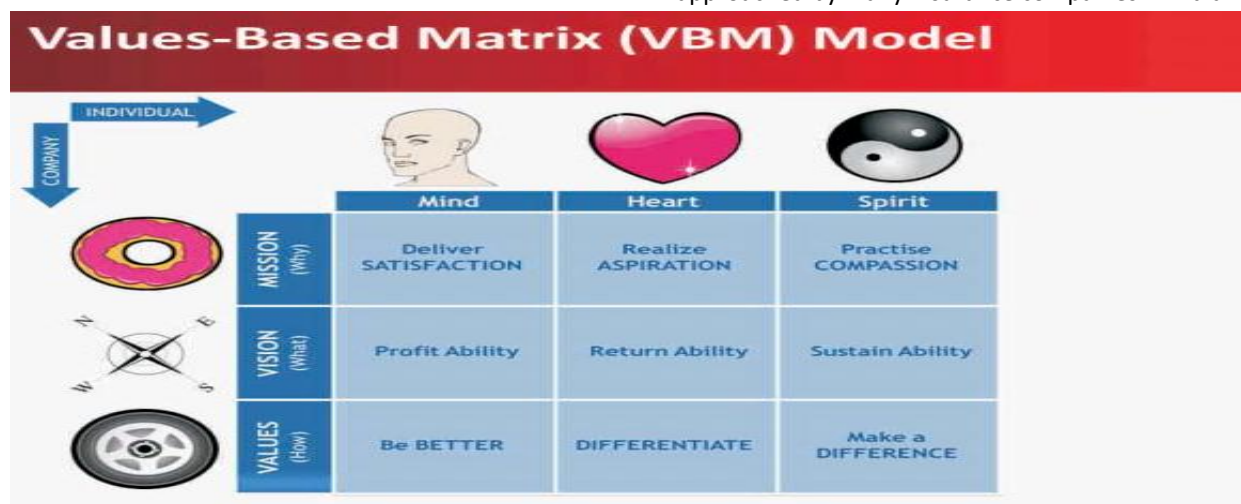 Values-Based Matrix (VBM) Model
INDIVIDUAL
COMPANY
Mind
Heart
Spirit
MISSION
(Why)
Deliver
SATISFACTION
Realize
ASPIRATION
Practise
COMPASSION
N
E
W
S
VISION
(What)
Profit Ability
Return Ability
Sustain Ability
VALUES
(How)
Be BETTER
DIFFERENTIATE
Make a
DIFFERENCE